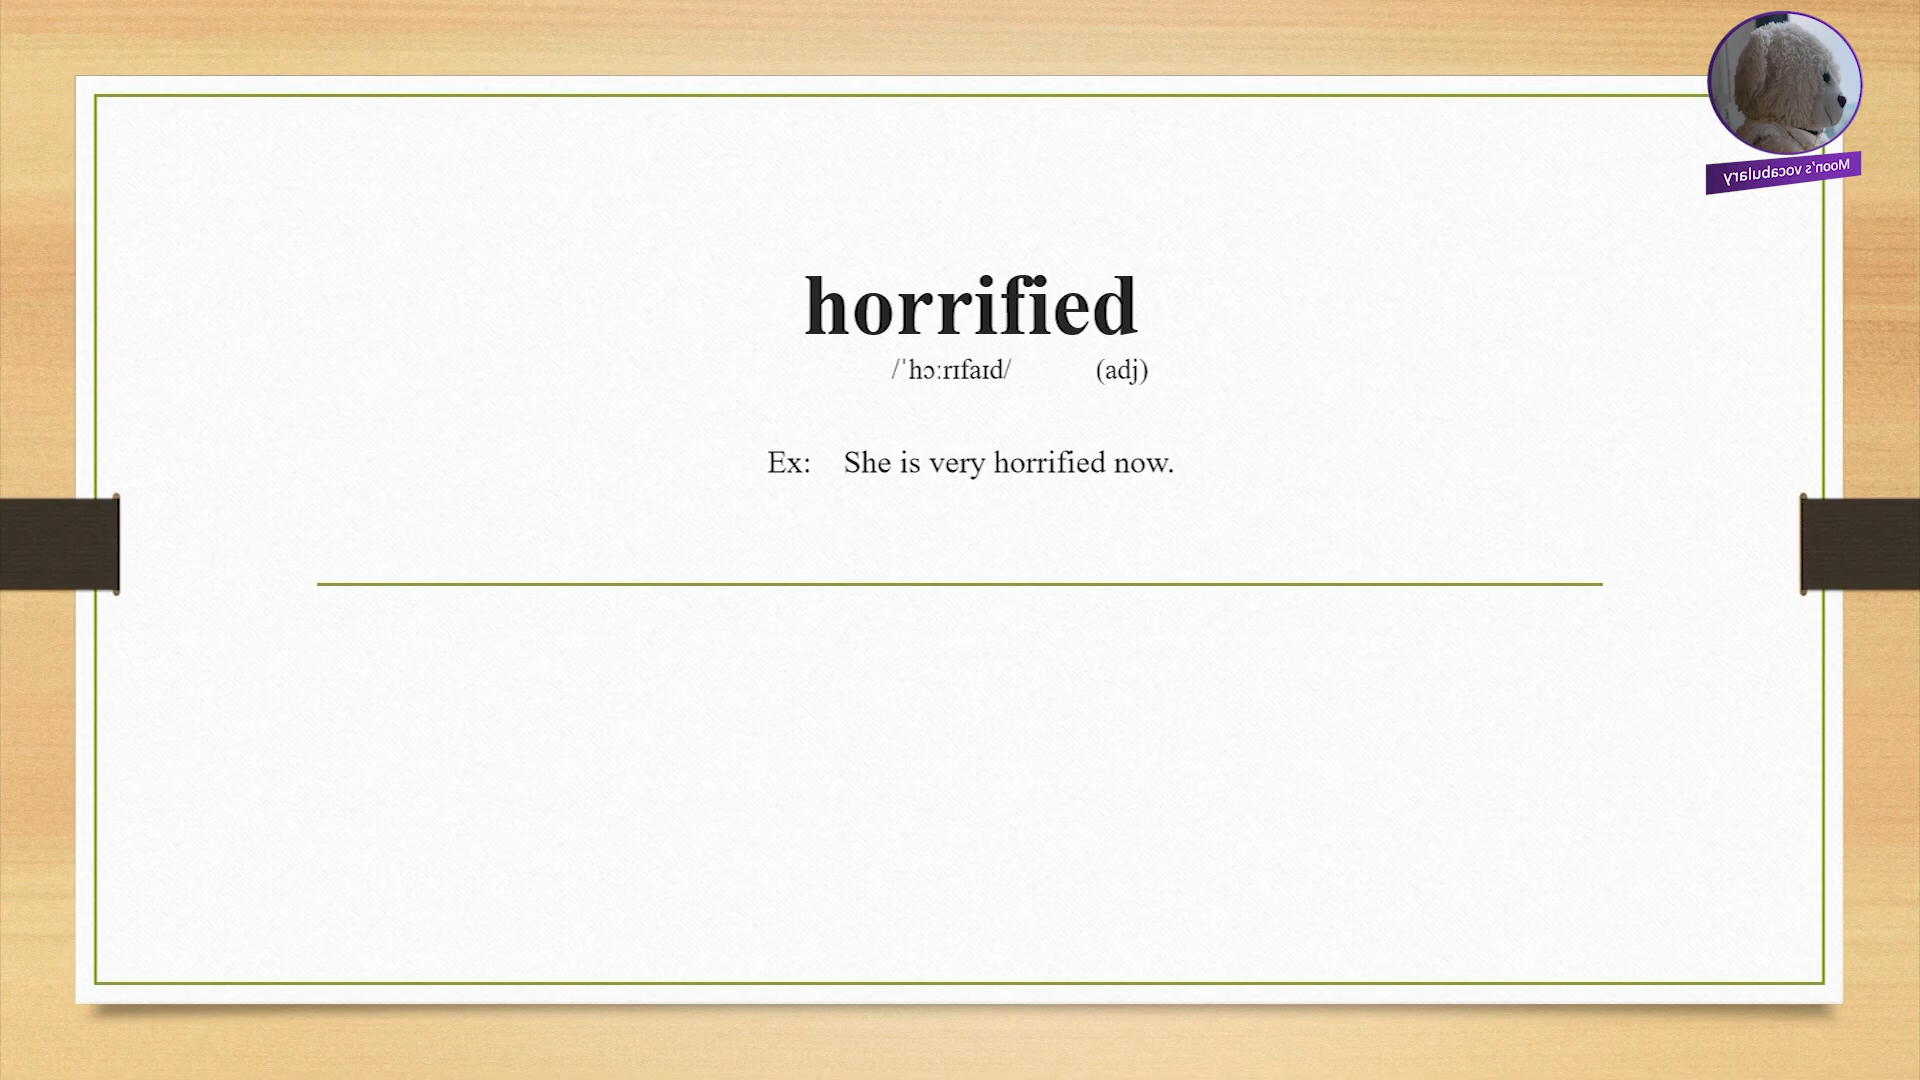 Moon's vocabulary
horrified
/ˈhɔːrɪfaɪd/ (adj)
Ex: She is very horrified now.